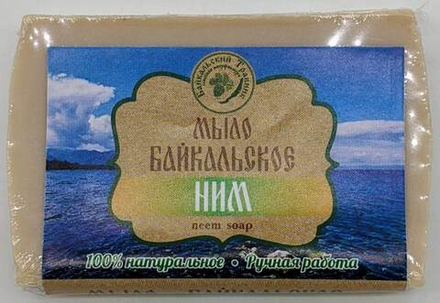 Байкальский Травник
МЫЛО
БАЙКАЛЬСКОЕ
НИМ
neem soap
100% натуральное • Ручная работа